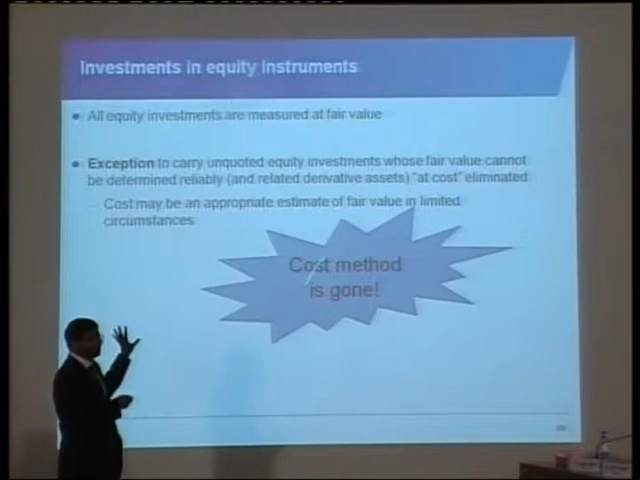 Investments in equity instruments
All equity investments are measured at fair value
Exception to carry unquoted equity investments whose fair value cannot
be determined reliably (and related derivative assets) "at cost" eliminated
Cost may be an appropriate estimate of fair value in limited
circumstances
Cost method
is gone!